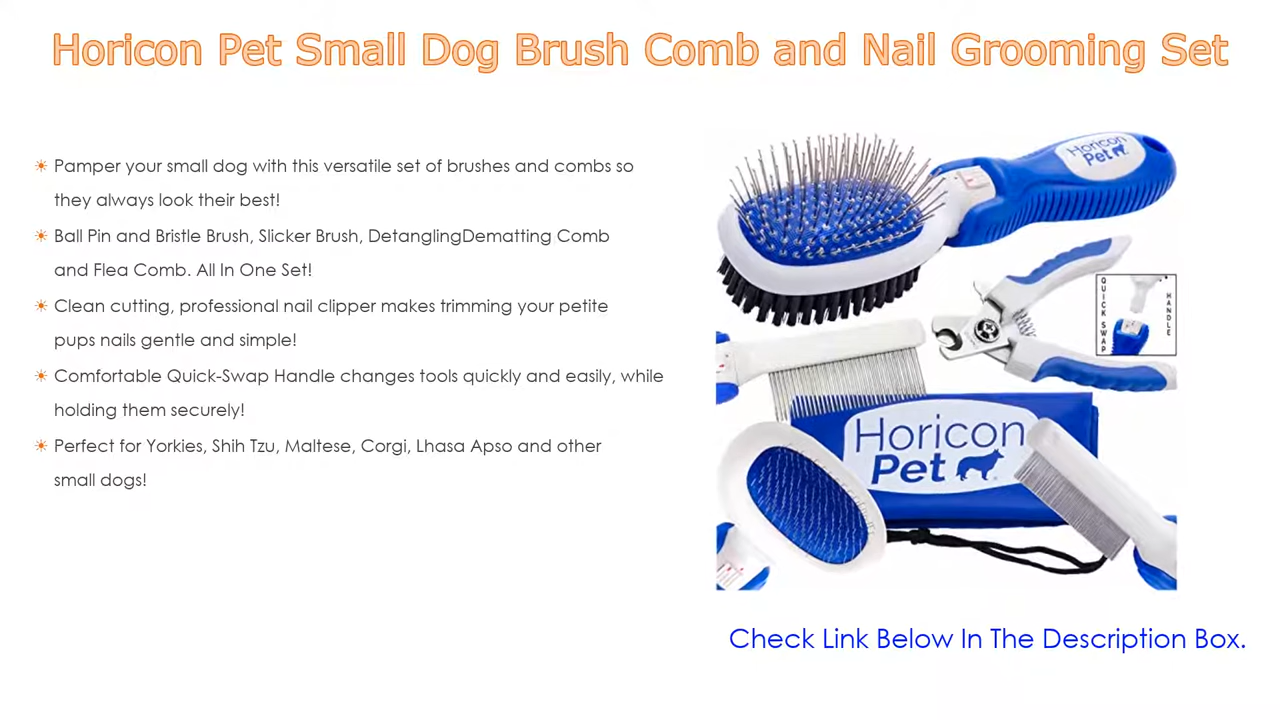 Horicon Pet Small Dog Brush Comb and Nail Grooming Set
Pamper your small dog with this versatile set of brushes and combs so
they always look their best!
Ball Pin and Bristle Brush, Slicker Brush, DetanglingDematting Comb
and Flea Comb. All In One Set!
Clean cutting, professional nail clipper makes trimming your petite
pups nails gentle and simple!
Comfortable Quick-Swap Handle changes tools quickly and easily, while
holding them securely!
Perfect for Yorkies, Shih Tzu, Maltese, Corgi, Lhasa Apso and other
small dogs!
Horicon
Pet
QUICK SWAP
HANDLE
Horicon
Pet
Check Link Below In The Description Box.